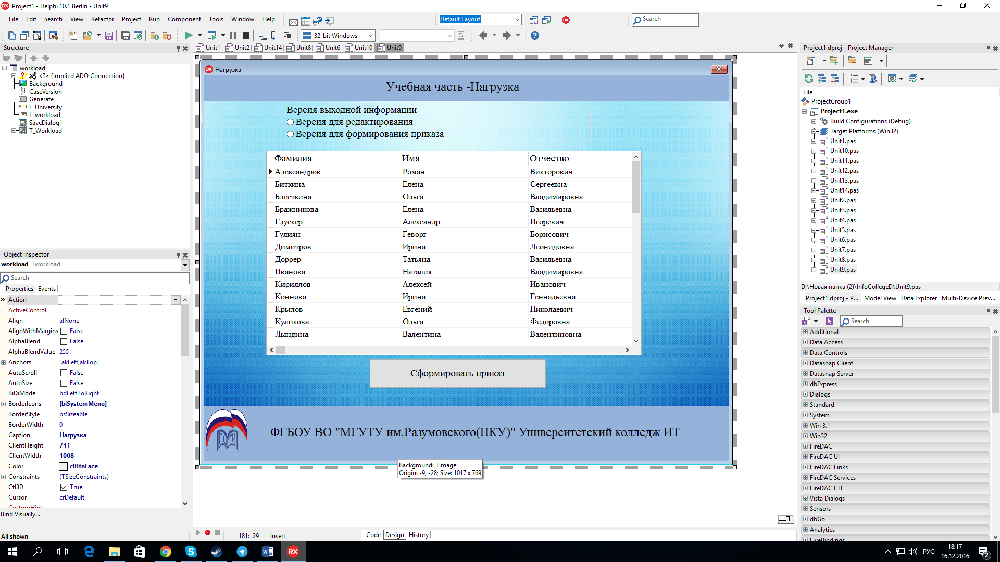 Project1 - Delphi 10.1 Berlin - Unit9
File Edit Search View Refactor Project Run Component Tools Window Help
Default Layout
Search
32-bit Windows
Structure
workload
<?> {Implied ADO Connection}
Background
CaseVersion
Generate
L_University
L_workload
SaveDialog1
T_Workload
Object Inspector
workload Tworkload
Search
Properties Events
Action
ActiveControl
Align alNone
AlignWithMargins False
AlphaBlend False
AlphaBlendValue 255
Anchors [akLeft,akTop]
AutoScroll False
AutoSize False
BiDiMode bdLeftToRight
BorderIcons [biSystemMenu]
BorderStyle bsSizeable
BorderWidth 0
Caption Нагрузка
ClientHeight 741
ClientWidth 1008
Color clBtnFace
Constraints (TSizeConstraints)
Ctl3D True
Cursor crDefault
CustomHint
Bind Visually...
All shown
Unit1 Unit2 Unit14 Unit8 Unit6 Unit10 Unit9
Нагрузка
Учебная часть -Нагрузка
Версия выходной информации
Версия для редактирования
Версия для формирования приказа
Фамилия Имя Отчество
Александров Роман Викторович
Биткина Елена Сергеевна
Блёсткина Ольга Владимировна
Бражникова Елена Васильевна
Глускер Александр Игоревич
Гулиян Геворг Борисович
Димитров Ирина Леонидовна
Доррер Татьяна Васильевна
Иванова Наталия Владимировна
Кириллов Алексей Иванович
Коннова Ирина Геннадьевна
Крылов Евгений Николаевич
Куликова Ольга Федоровна
Лындина Валентина Валентиновна
Сформировать приказ
ФГБОУ ВО "МГУТУ им.Разумовского(ПКУ)" Университетский колледж ИТ
Background: TImage
Origin: -9, -28; Size: 1017 x 769
181: 29 Insert
Code Design History
Project1.dproj - Project Manager
File
ProjectGroup1
Project1.exe
Build Configurations (Debug)
Target Platforms (Win32)
Unit1.pas
Unit10.pas
Unit11.pas
Unit12.pas
Unit13.pas
Unit14.pas
Unit2.pas
Unit3.pas
Unit4.pas
Unit5.pas
Unit6.pas
Unit7.pas
Unit8.pas
Unit9.pas
D:\Новая папка (2)\InfoCollegeD\Unit9.pas
Project1.dproj - P... Model View Data Explorer Multi-Device Prev...
Tool Palette
Search
Additional
Data Access
Data Controls
Datasnap Client
Datasnap Server
dbExpress
Dialogs
Standard
System
Win 3.1
Win32
FireDAC
FireDAC UI
FireDAC Links
FireDAC Services
FireDAC ETL
Vista Dialogs
Sensors
dbGo
Analytics
LiveBindings
РУС
18:17
16.12.2016
2